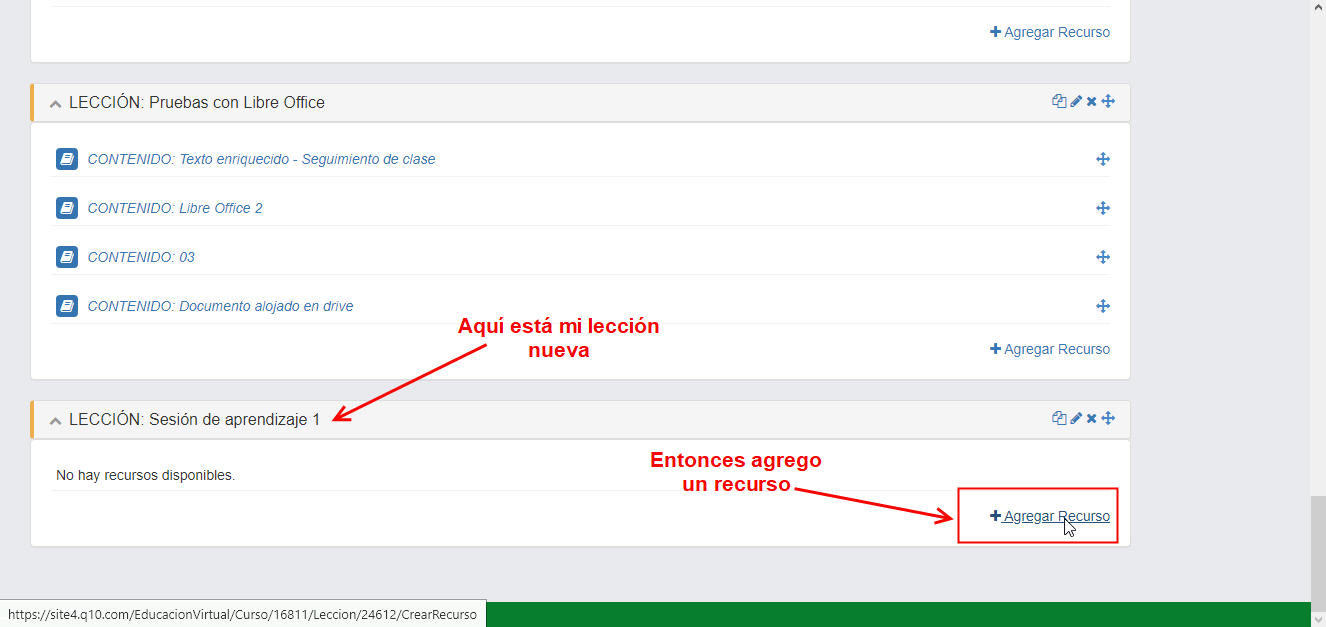 Agregar Recurso
LECCIÓN: Pruebas con Libre Office
CONTENIDO: Texto enriquecido - Seguimiento de clase
CONTENIDO: Libre Office 2
CONTENIDO: 03
CONTENIDO: Documento alojado en drive
Aquí está mi lección
nueva
Agregar Recurso
LECCIÓN: Sesión de aprendizaje 1
Entonces agrego
un recurso
No hay recursos disponibles.
Agregar Recurso
https://site4.q10.com/EducacionVirtual/Curso/16811/Leccion/24612/CrearRecurso